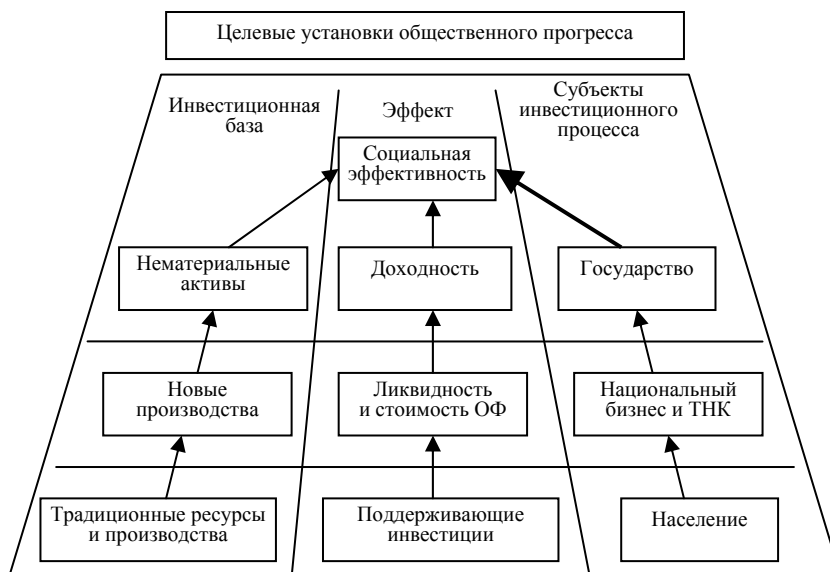 Целевые установки общественного прогресса
Инвестиционная
база
Эффект
Субъекты
инвестиционного
процесса
Социальная
эффективность
Нематериальные
активы
Доходность
Государство
Новые
производства
Ликвидность
и стоимость ОФ
Национальный
бизнес и ТНК
Традиционные ресурсы
и производства
Поддерживающие
инвестиции
Население